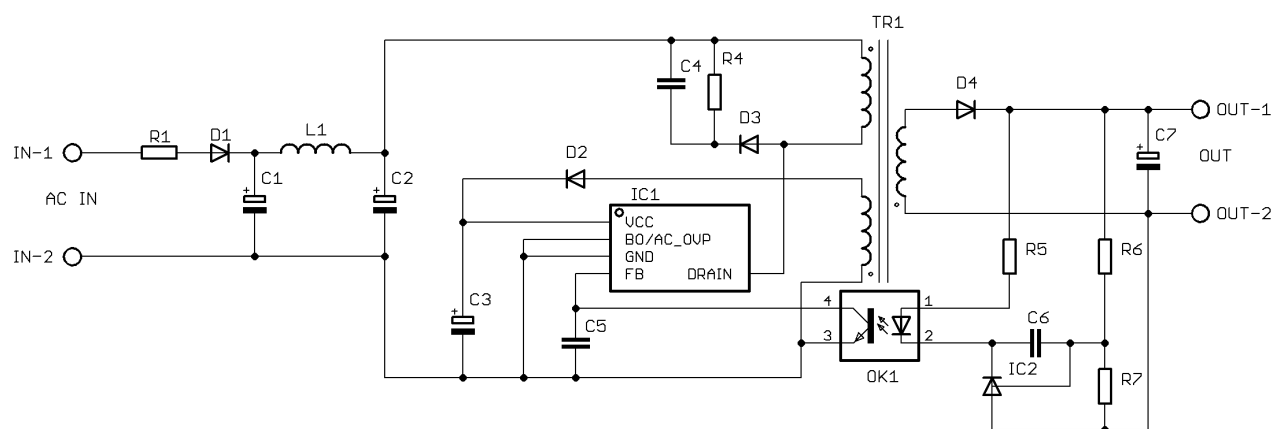 TR1
C4
R4
D4
D3
OUT-1
R1
D1
L1
C7
IN-1
OUT
D2
C1
C2
AC IN
IC1
VCC
OUT-2
BO/AC_OVP
IN-2
GND
R5
R6
FB
DRAIN
C3
4
1
C6
C5
3
2
IC2
OK1
R7